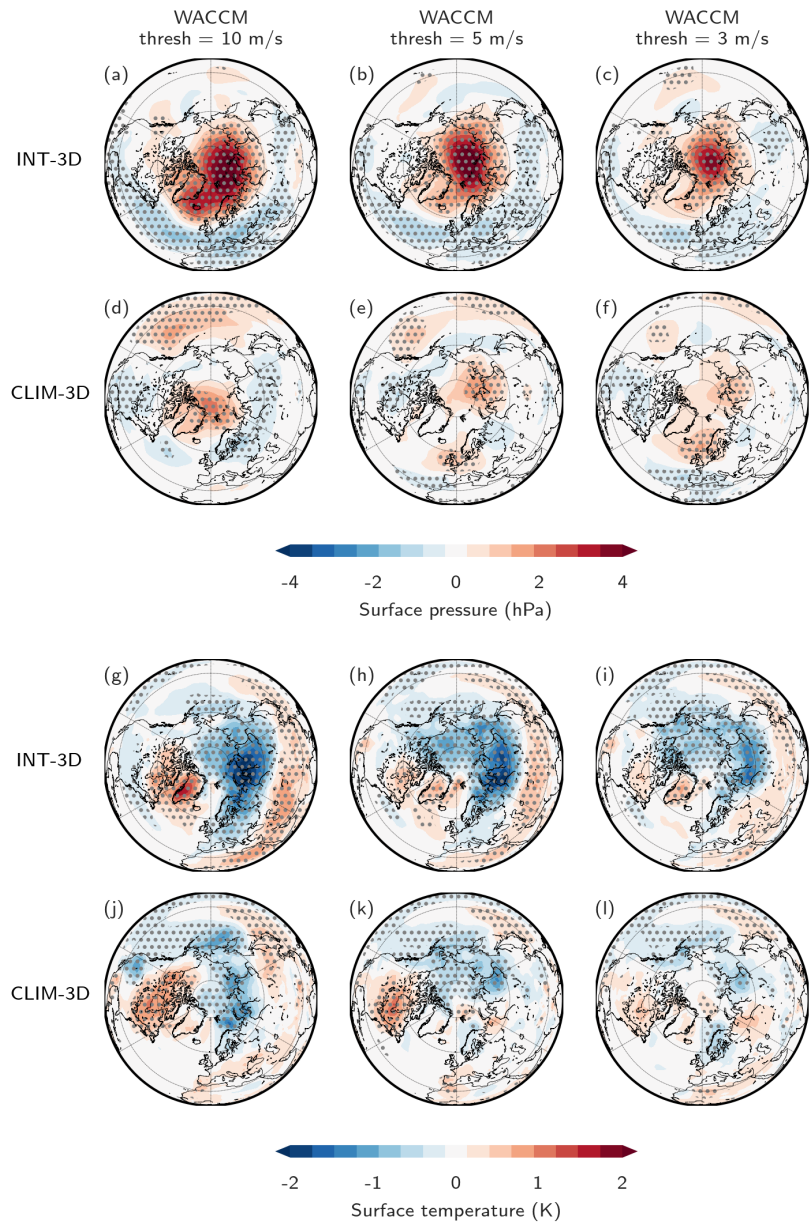 WACCM
thresh = 10 m/s
WACCM
thresh = 5 m/s
WACCM
thresh = 3 m/s
(a)
(b)
(c)
INT-3D
(d)
(e)
(f)
CLIM-3D
-4
-2
0
2
4
Surface pressure (hPa)
(g)
(h)
(i)
INT-3D
(j)
(k)
(l)
CLIM-3D
-2
-1
0
1
2
Surface temperature (K)